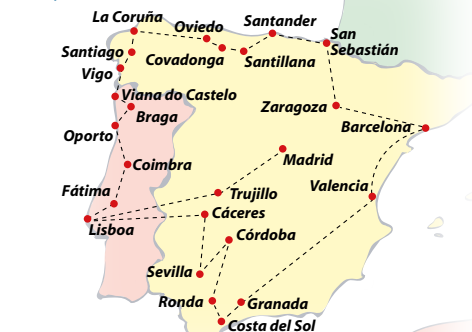 La Coruña
Oviedo
Santander
San
Sebastián
Santiago
Covadonga
Santillana
Vigo
Viana do Castelo
Braga
Zaragoza
Barcelona
Oporto
Coimbra
Madrid
Fátima
Trujillo
Valencia
Lisboa
Cáceres
Córdoba
Sevilla
Ronda
Granada
Costa del Sol